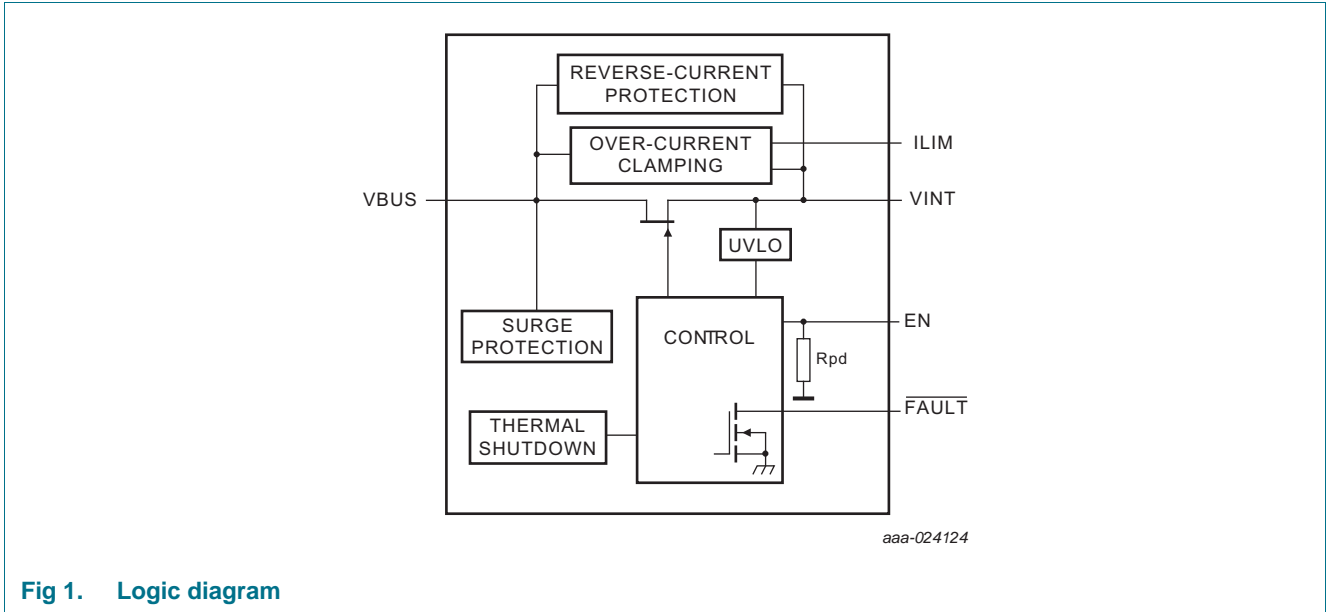 REVERSE-CURRENT
PROTECTION
OVER-CURRENT
CLAMPING
ILIM
VBUS
VINT
UVLO
SURGE
PROTECTION
CONTROL
EN
Rpd
FAULT
THERMAL
SHUTDOWN
aaa-024124
Fig 1. Logic diagram